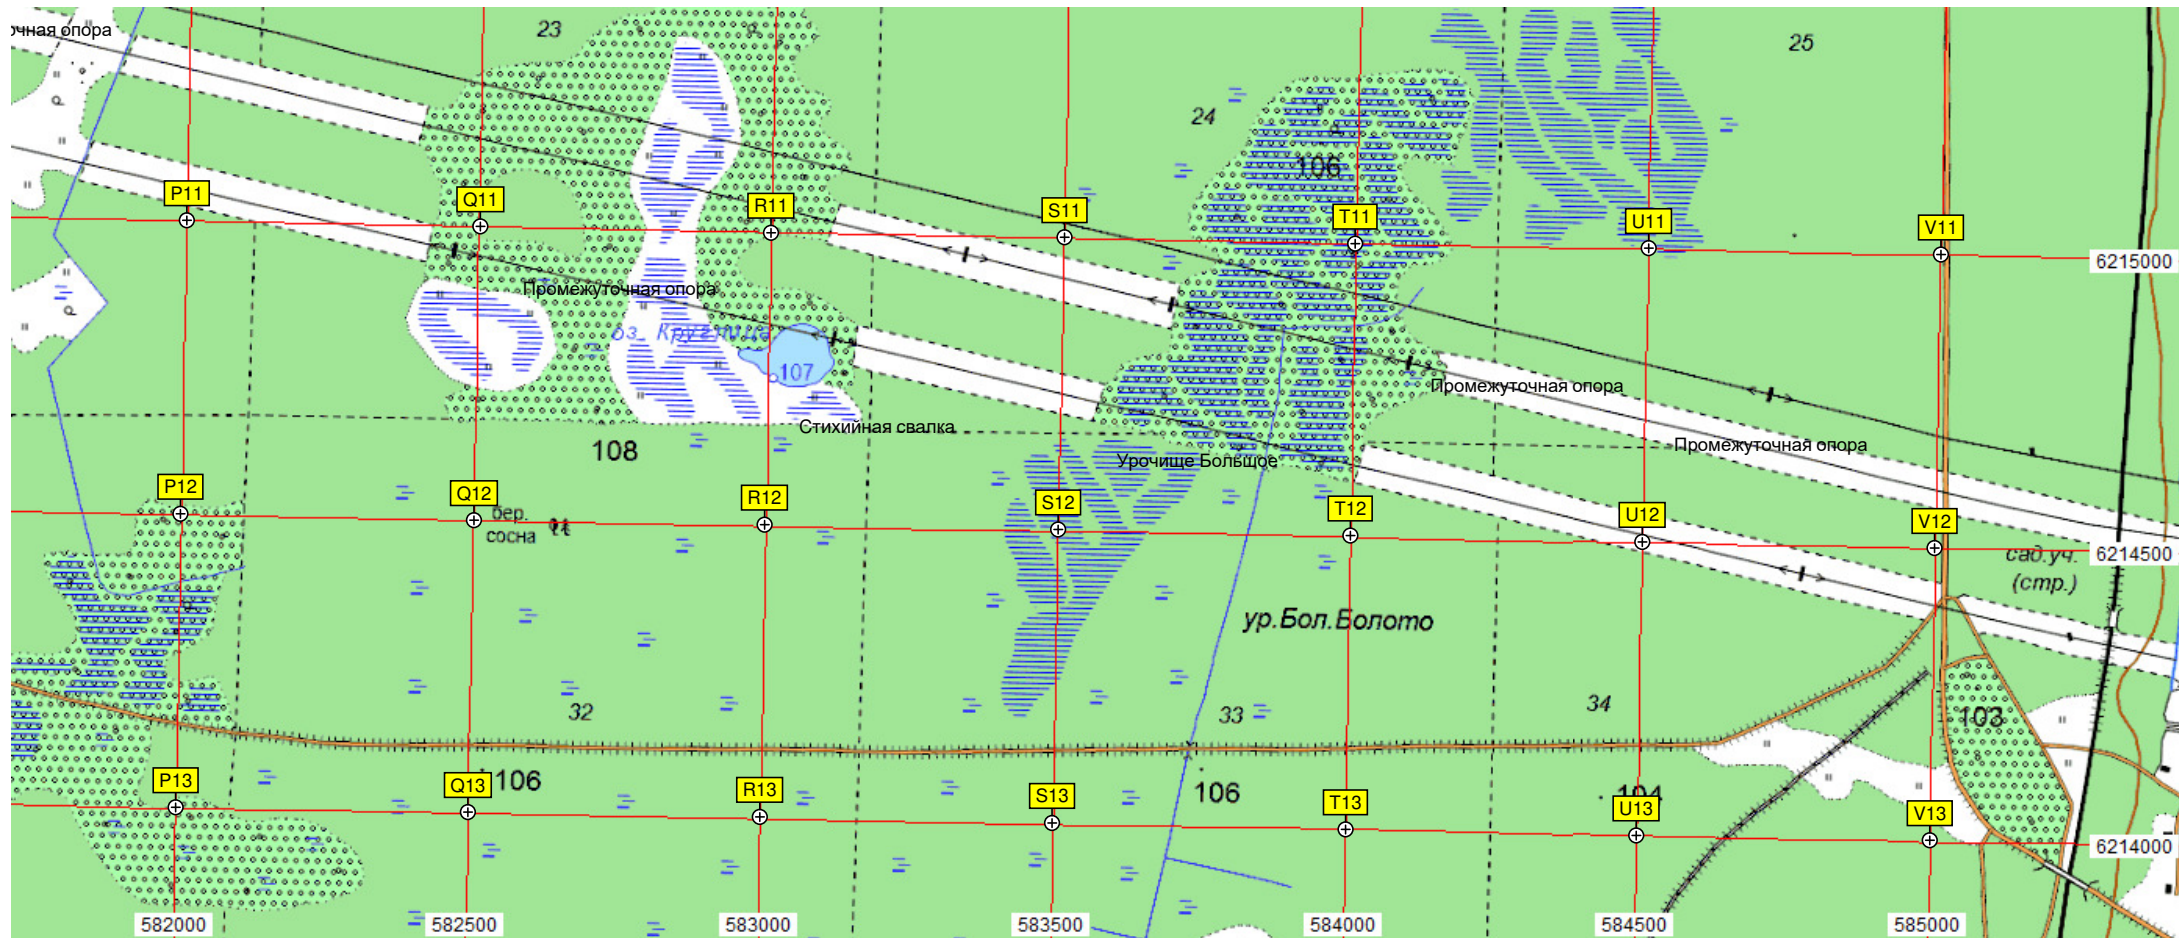 очная опора
23
25
24
106
P11
Q11
R11
S11
T11
U11
V11
6215000
Промежуточная опора
оз. Круглица
107
Промежуточная опора
Стихийная свалка
Промежуточная опора
108
Урочище Большое
P12
Q12
R12
S12
T12
U12
V12
бер.
сосна
6214500
сад.уч.
(стр.)
ур.Бол.Болото
32
33
34
103
P13
Q13
106
R13
S13
106
T13
U13
104
V13
6214000
582000
582500
583000
583500
584000
584500
585000